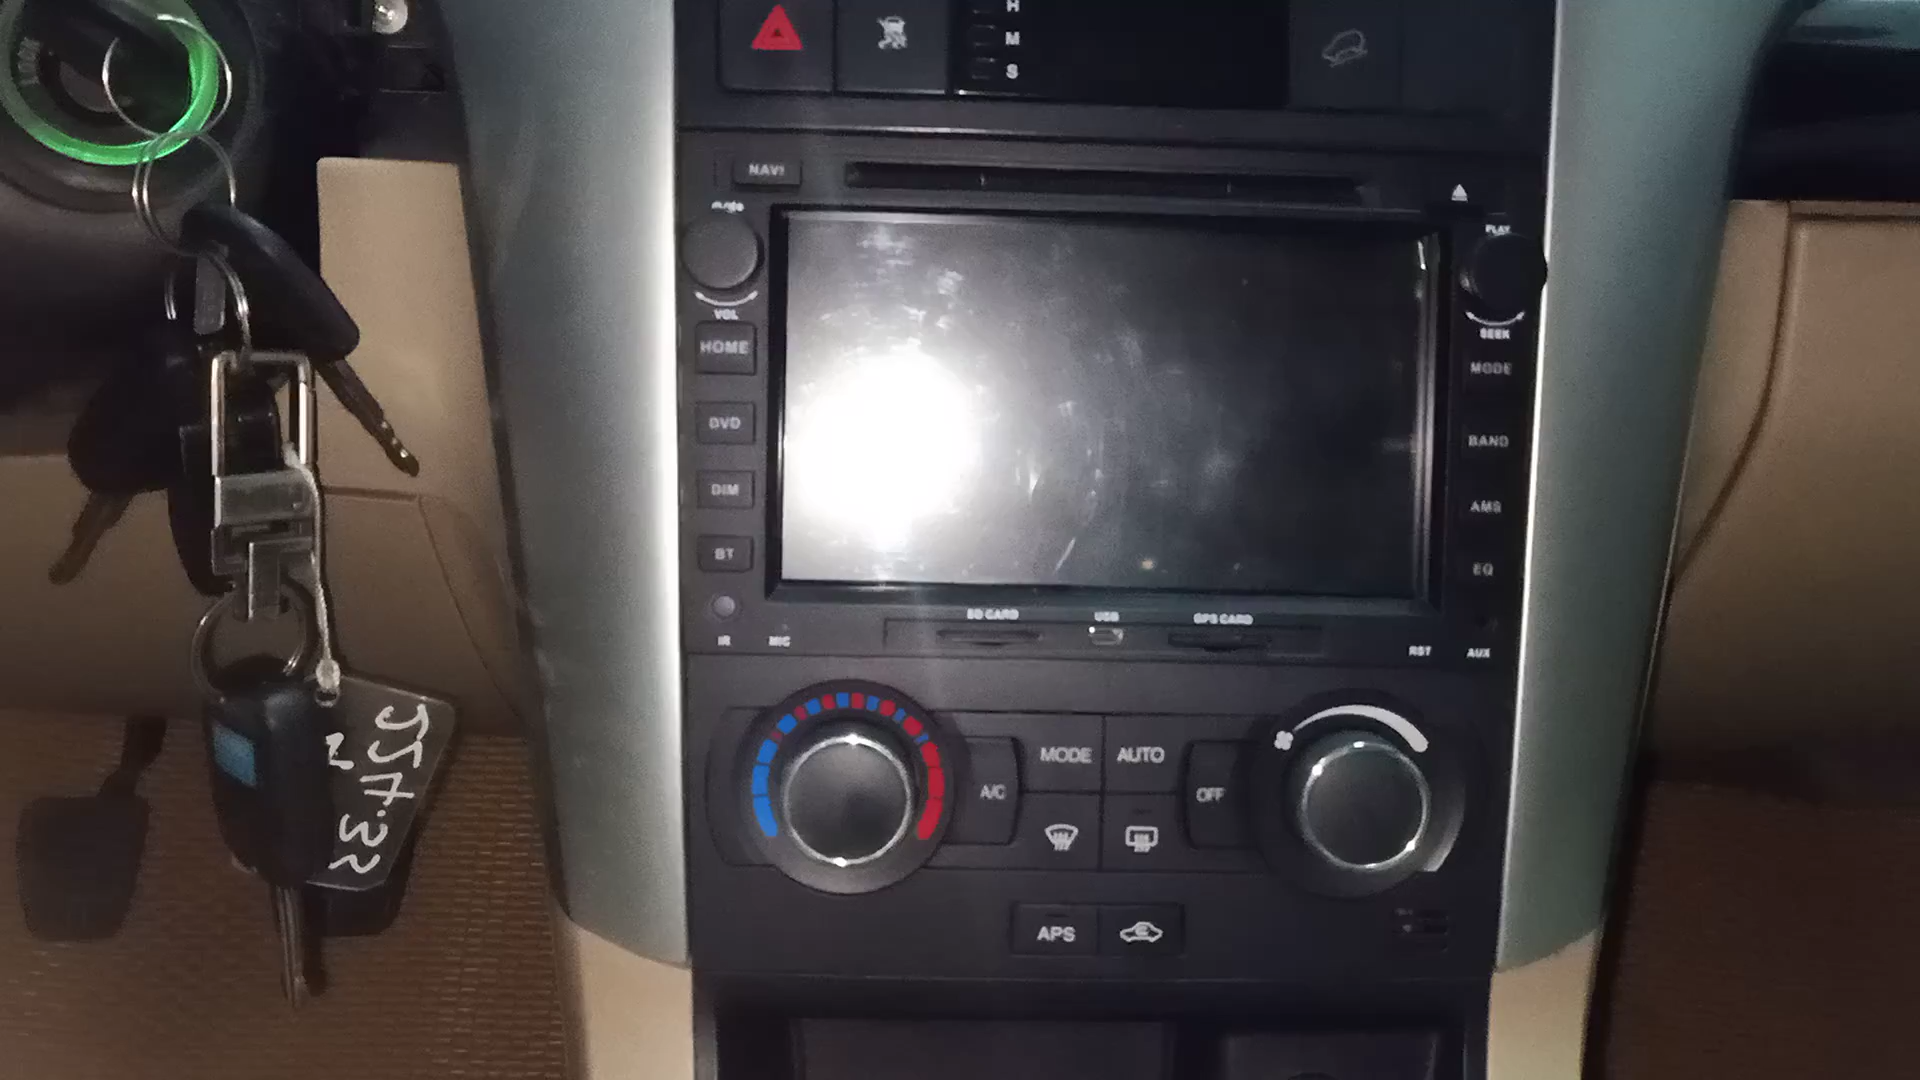 H
M
S
NAVI
VOL
HOME
DVD
DIM
BT
IR
MIC
PLAY
SEEK
MODE
BAND
AMS
EQ
SD CARD
USB
GPS CARD
RST
AUX
A/C
MODE
AUTO
OFF
APS